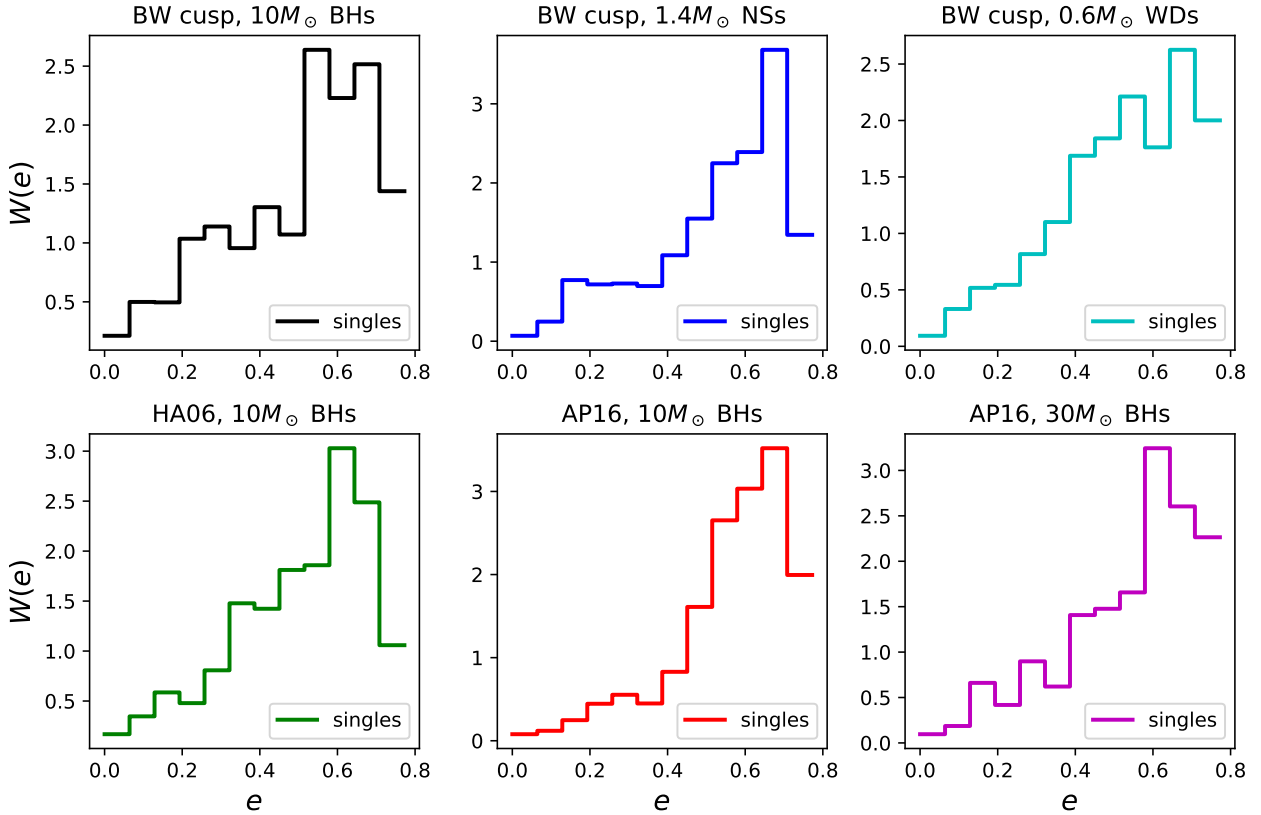 BW cusp, 10M⊙ BHs
W(e)
2.5
2.0
1.5
1.0
0.5
0.0 0.2 0.4 0.6 0.8
singles
BW cusp, 1.4M⊙ NSs
3
2
1
0
0.0 0.2 0.4 0.6 0.8
singles
BW cusp, 0.6M⊙ WDs
2.5
2.0
1.5
1.0
0.5
0.0
0.0 0.2 0.4 0.6 0.8
singles
HA06, 10M⊙ BHs
W(e)
3.0
2.5
2.0
1.5
1.0
0.5
0.0 0.2 0.4 0.6 0.8
singles
e
AP16, 10M⊙ BHs
3
2
1
0
0.0 0.2 0.4 0.6 0.8
singles
e
AP16, 30M⊙ BHs
3.0
2.5
2.0
1.5
1.0
0.5
0.0
0.0 0.2 0.4 0.6 0.8
singles
e